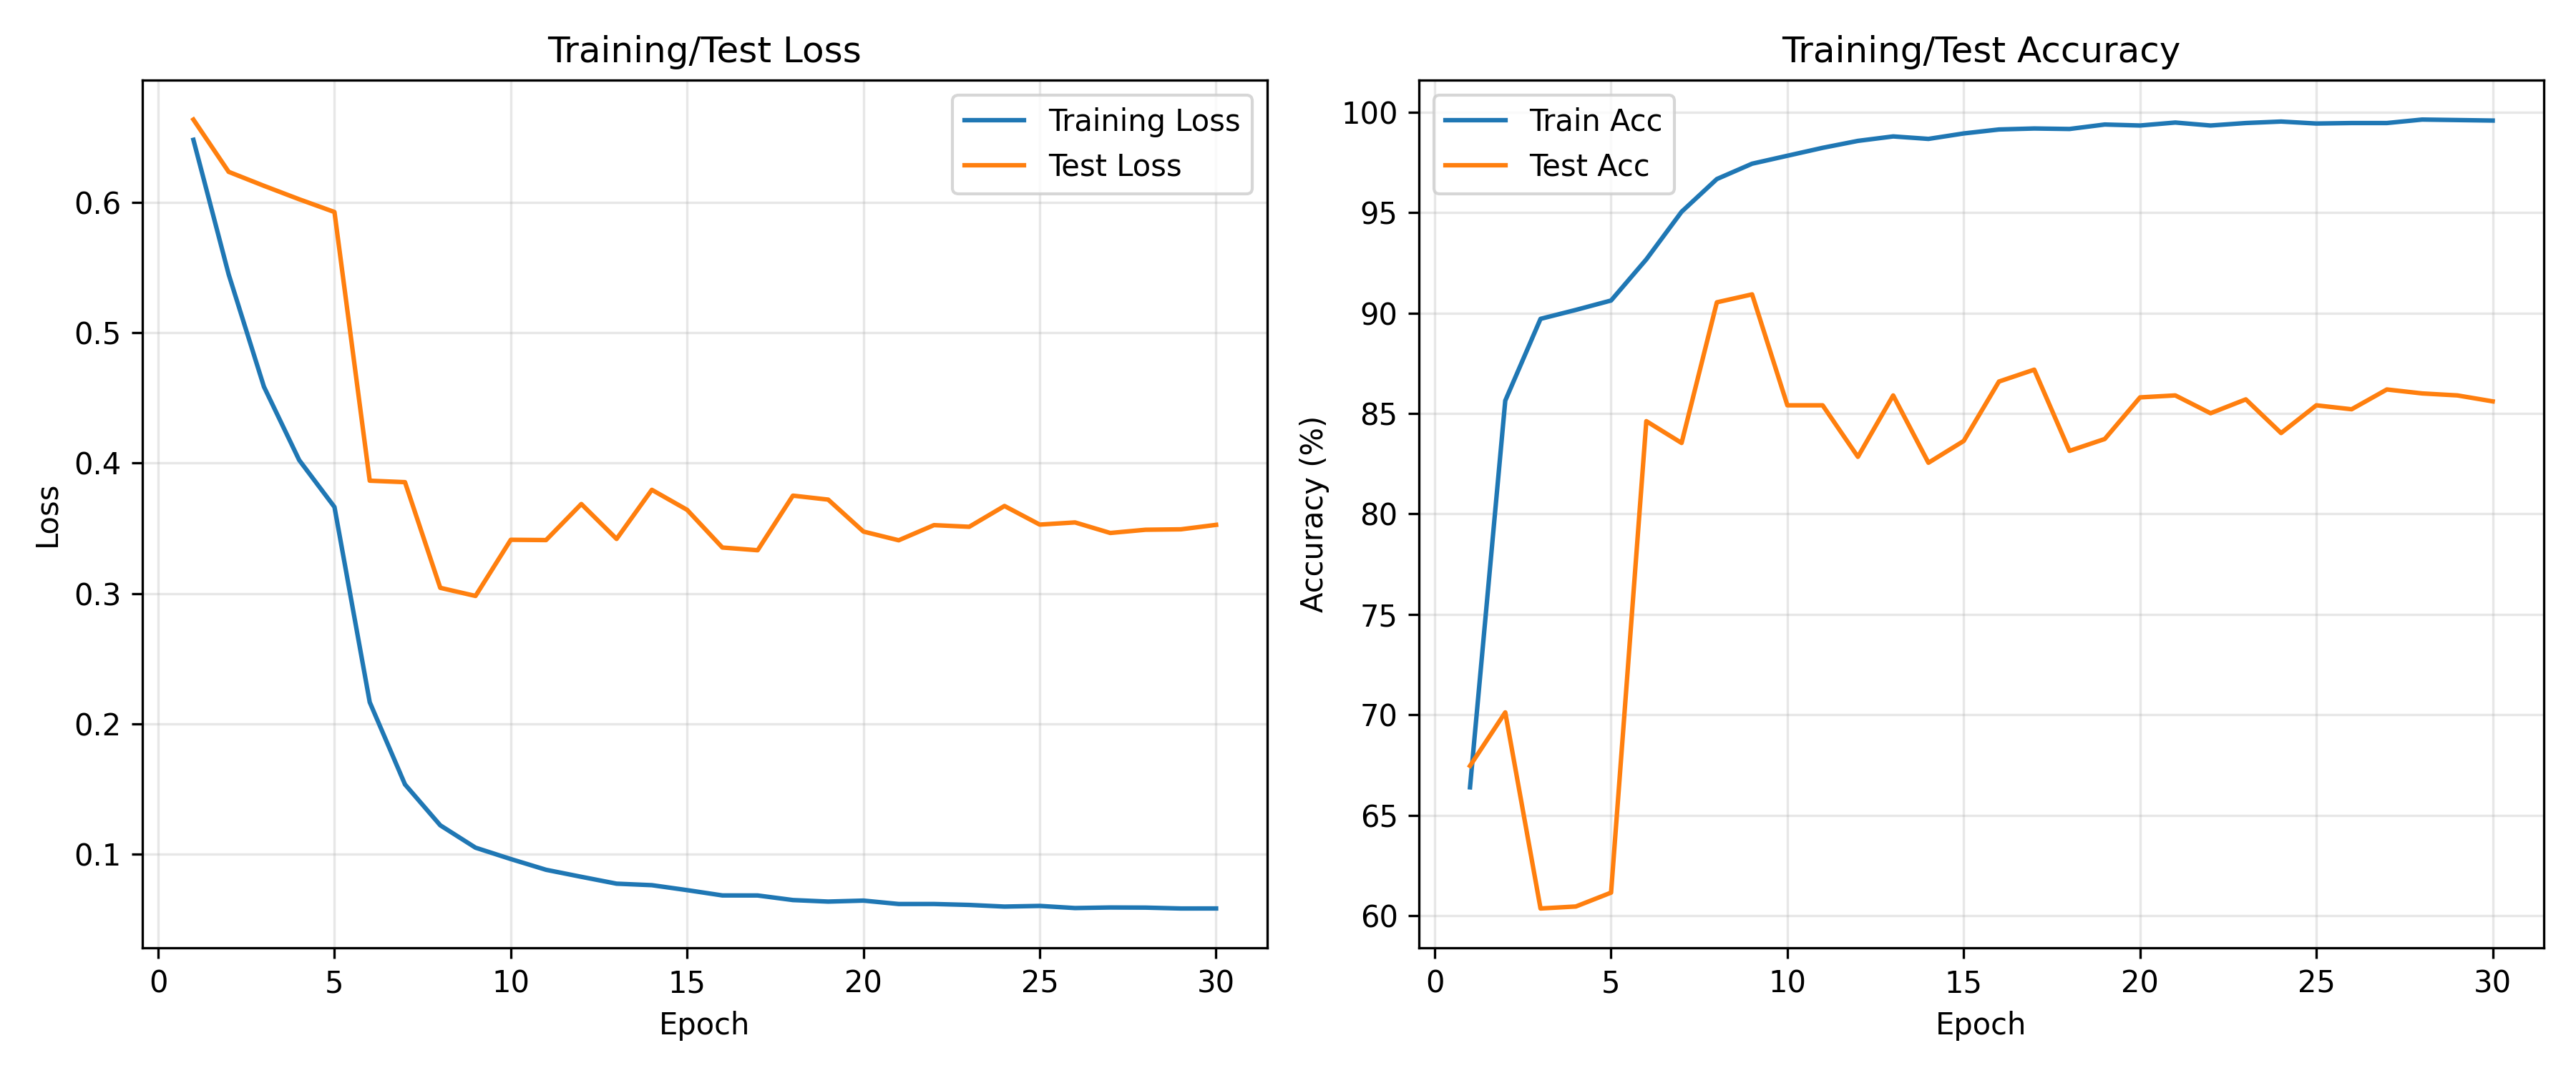 Training/Test Loss
Training Loss
Test Loss
0.6
0.5
0.4
0.3
0.2
0.1
Loss
0 5 10 15 20 25 30
Epoch
Training/Test Accuracy
Train Acc
Test Acc
100
95
90
85
80
75
70
65
60
Accuracy (%)
0 5 10 15 20 25 30
Epoch